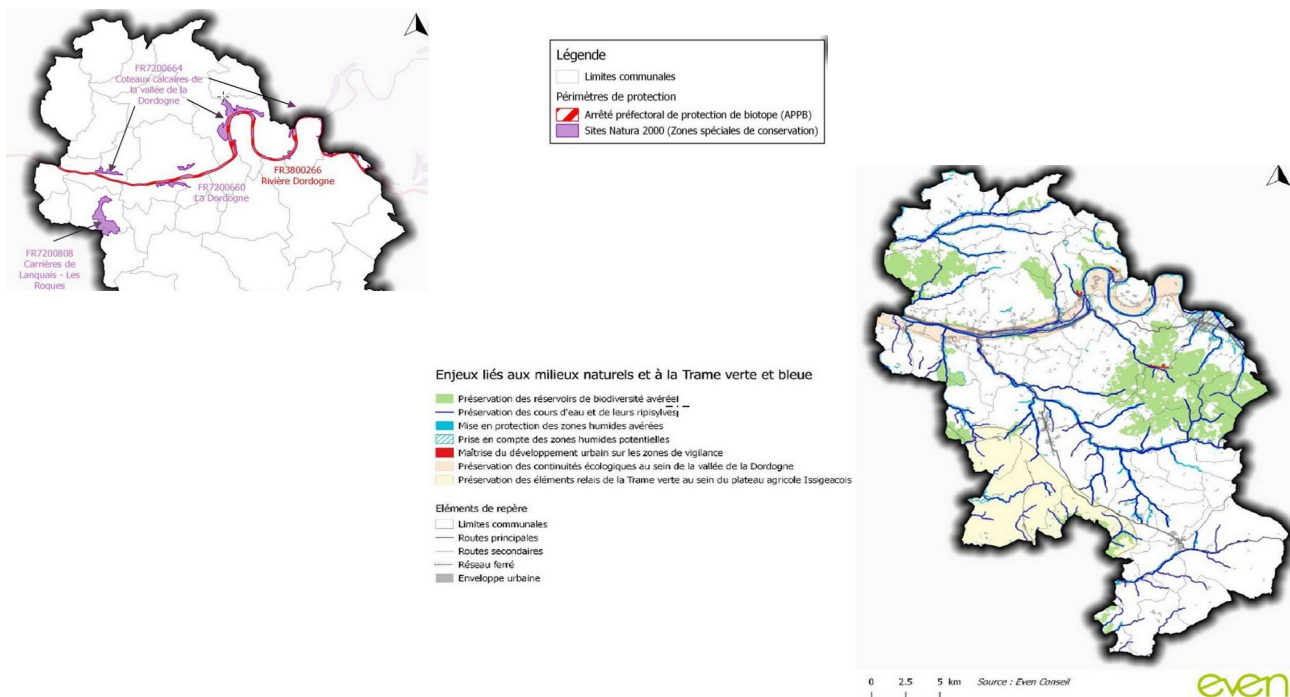 FR7200664
Coteaux calcaires de
la vallée de la
Dordogne
FR3800266
Rivière Dordogne
FR7200660
La Dordogne
FR7200808
Carrières de
Lanquais - Les
Roques
Légende
Limites communales
Périmètres de protection
Arrêté préfectoral de protection de biotope (APPB)
Sites Natura 2000 (Zones spéciales de conservation)
Enjeux liés aux milieux naturels et à la Trame verte et bleue
Préservation des réservoirs de biodiversité avérée
Préservation des cours d'eau et de leurs ripisylves
Mise en protection des zones humides avérées
Prise en compte des zones humides potentielles
Maîtrise du développement urbain sur les zones de vigilance
Préservation des continuités écologiques au sein de la vallée de la Dordogne
Préservation des éléments relais de la Trame verte au sein du plateau agricole Issigeacois
Eléments de repère
Limites communales
Routes principales
Routes secondaires
Réseau ferré
Enveloppe urbaine
0 2.5 5 km Source : Even Conseil
even